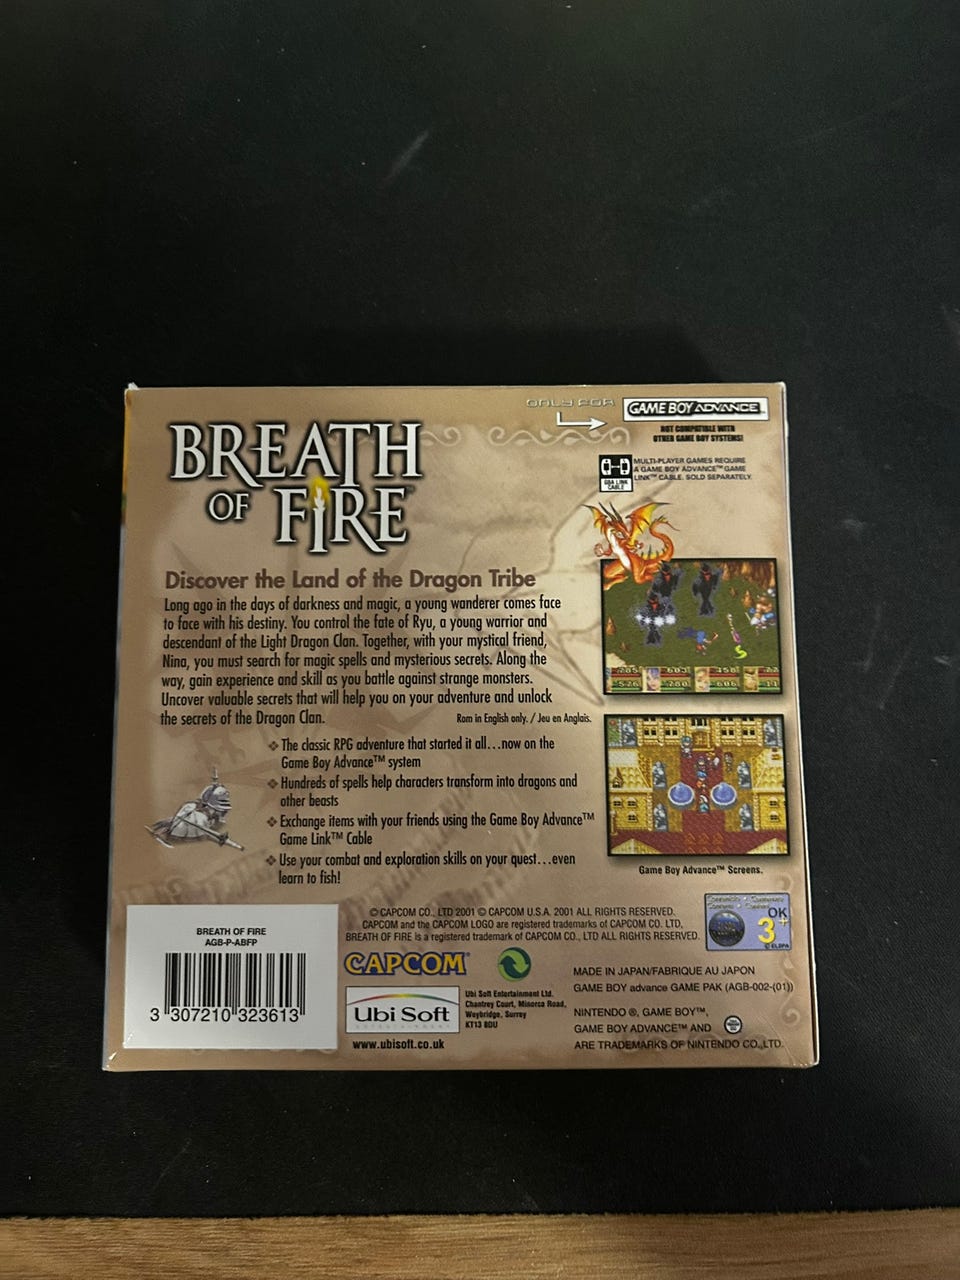 ONLY FOR
GAME BOY ADVANCE™
NOT COMPATIBLE WITH
OTHER GAME BOY SYSTEMS!
BREATH
OF FIRE™
GBA LINK
CABLE
MULTI-PLAYER GAMES REQUIRE
A GAME BOY ADVANCE™ GAME
LINK™ CABLE. SOLD SEPARATELY.
Discover the Land of the Dragon Tribe
Long ago in the days of darkness and magic, a young wanderer comes face
to face with his destiny. You control the fate of Ryu, a young warrior and
descendant of the Light Dragon Clan. Together, with your mystical friend,
Nina, you must search for magic spells and mysterious secrets. Along the
way, gain experience and skill as you battle against strange monsters.
Uncover valuable secrets that will help you on your adventure and unlock
the secrets of the Dragon Clan.
Rom in English only. / Jeu en Anglais.
❖ The classic RPG adventure that started it all...now on the
Game Boy Advance™ system
❖ Hundreds of spells help characters transform into dragons and
other beasts
❖ Exchange items with your friends using the Game Boy Advance™
Game Link™ Cable
❖ Use your combat and exploration skills on your quest...even
learn to fish!
Game Boy Advance™ Screens.
© CAPCOM CO., LTD 2001 © CAPCOM U.S.A. 2001 ALL RIGHTS RESERVED.
CAPCOM and the CAPCOM LOGO are registered trademarks of CAPCOM CO., LTD,
BREATH OF FIRE is a registered trademark of CAPCOM CO., LTD ALL RIGHTS RESERVED.
OK
3+
© ELSPA
BREATH OF FIRE
AGB-P-ABFP
3 307210 323613
CAPCOM
Ubi Soft
ENTERTAINMENT
Ubi Soft Entertainment Ltd.
Chantrey Court, Minorca Road,
Weybridge, Surrey
KT13 8DU
www.ubisoft.co.uk
MADE IN JAPAN/FABRIQUE AU JAPON
GAME BOY advance GAME PAK (AGB-002-(01))
NINTENDO ®, GAME BOY™,
GAME BOY ADVANCE™ AND
ARE TRADEMARKS OF NINTENDO CO.,LTD.